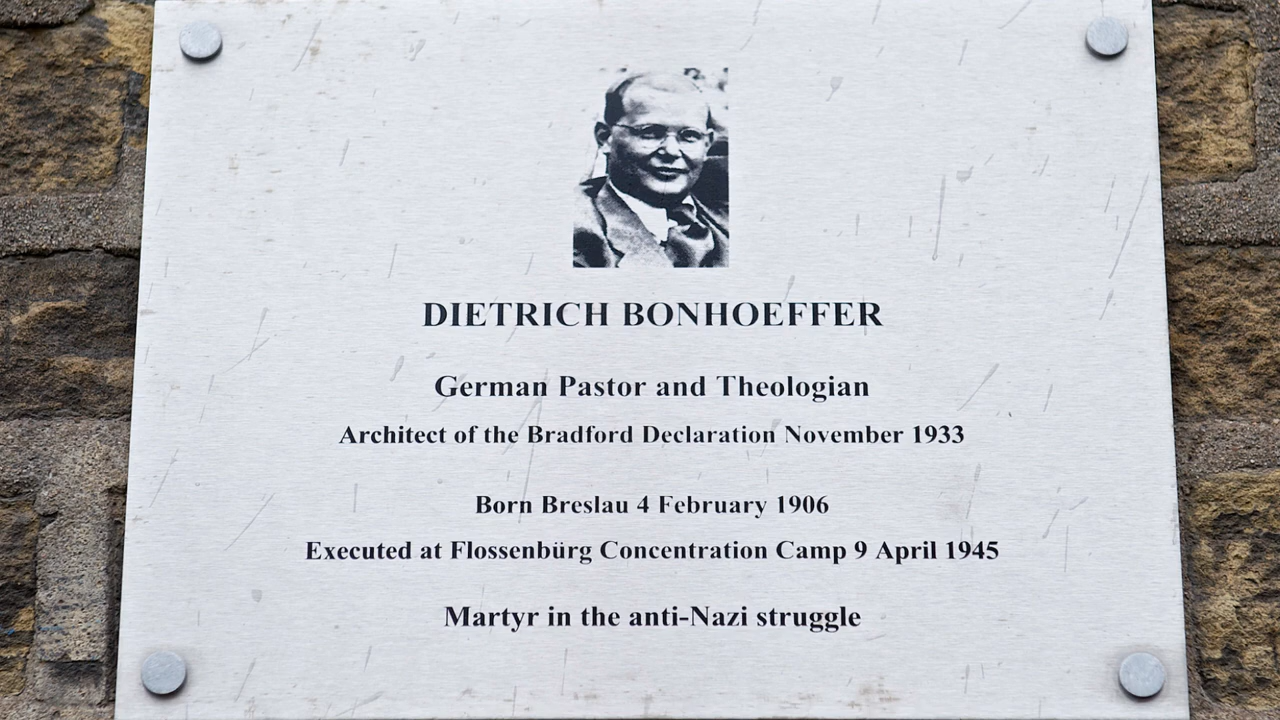 DIETRICH BONHOEFFER
German Pastor and Theologian
Architect of the Bradford Declaration November 1933
Born Breslau 4 February 1906
Executed at Flossenbürg Concentration Camp 9 April 1945
Martyr in the anti-Nazi struggle